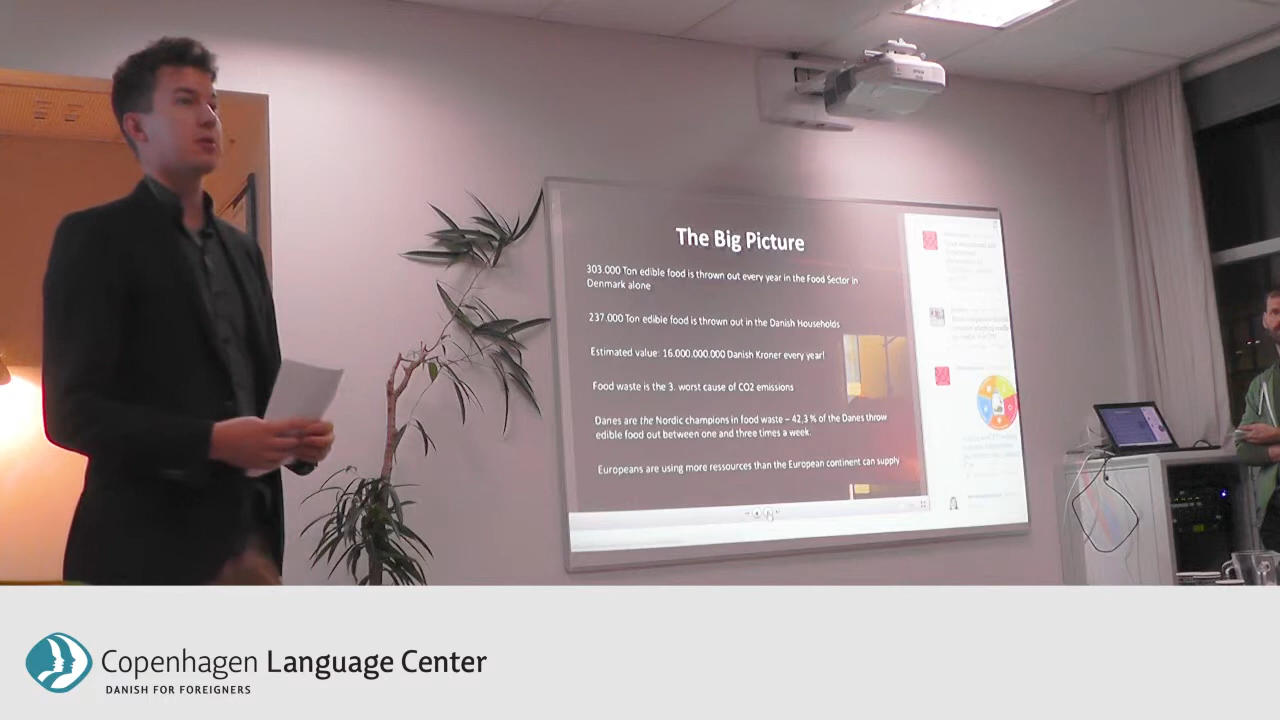 The Big Picture
303.000 Ton edible food is thrown out every year in the Food Sector in
Denmark alone
237.000 Ton edible food is thrown out in the Danish Households
Estimated value: 16.000.000.000 Danish Kroner every year!
Food waste is the 3. worst cause of CO2 emissions
Danes are the Nordic champions in food waste – 42,3 % of the Danes throw
edible food out between one and three times a week.
Europeans are using more ressources than the European continent can supply
Copenhagen Language Center
DANISH FOR FOREIGNERS